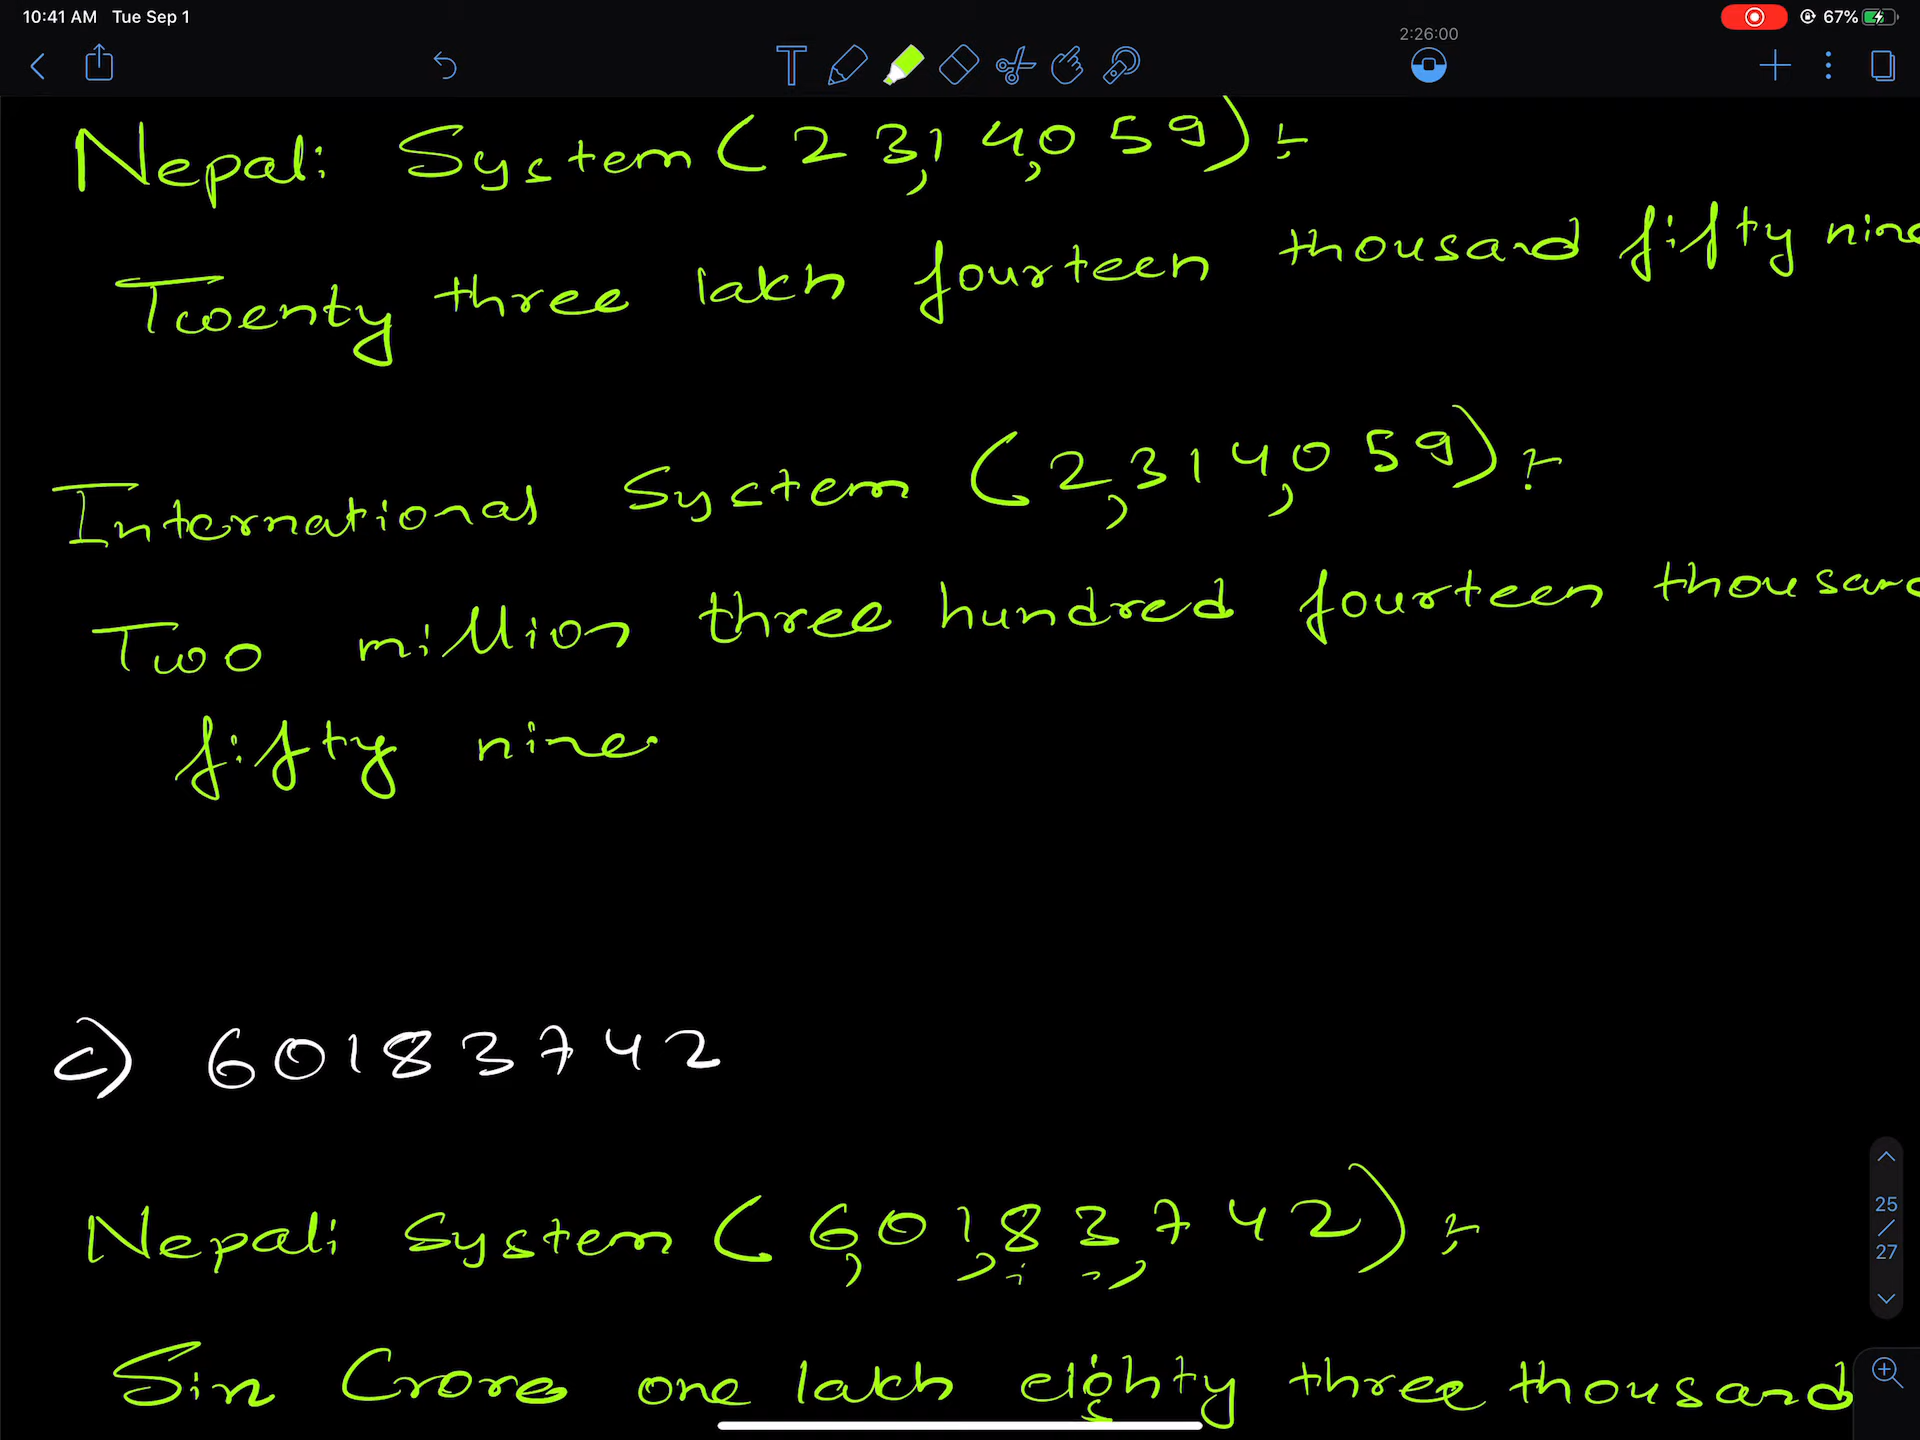 10:41 AM Tue Sep 1
67%
2:26:00
Nepali System (23,14,059):
Twenty three lakh fourteen thousand fifty nine
International System (2,314,059):
Two million three hundred fourteen thousand
fifty nine
c) 60183742
Nepali System (6,01,83,742):
Six Crore one lakh eighty three thousand
25
/
27